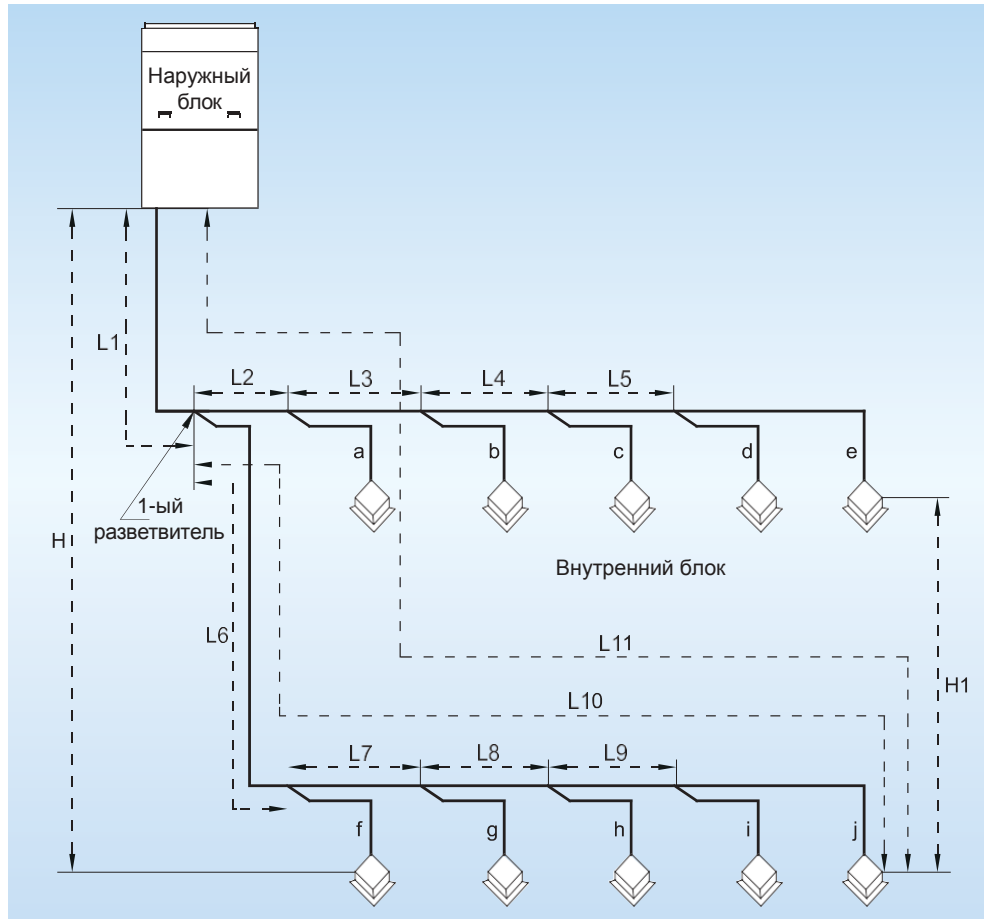 Наружный
блок
L1
L2
L3
L4
L5
a
b
c
d
e
1-ый
разветвитель
H
Внутренний блок
L6
L11
H1
L10
L7
L8
L9
f
g
h
i
j